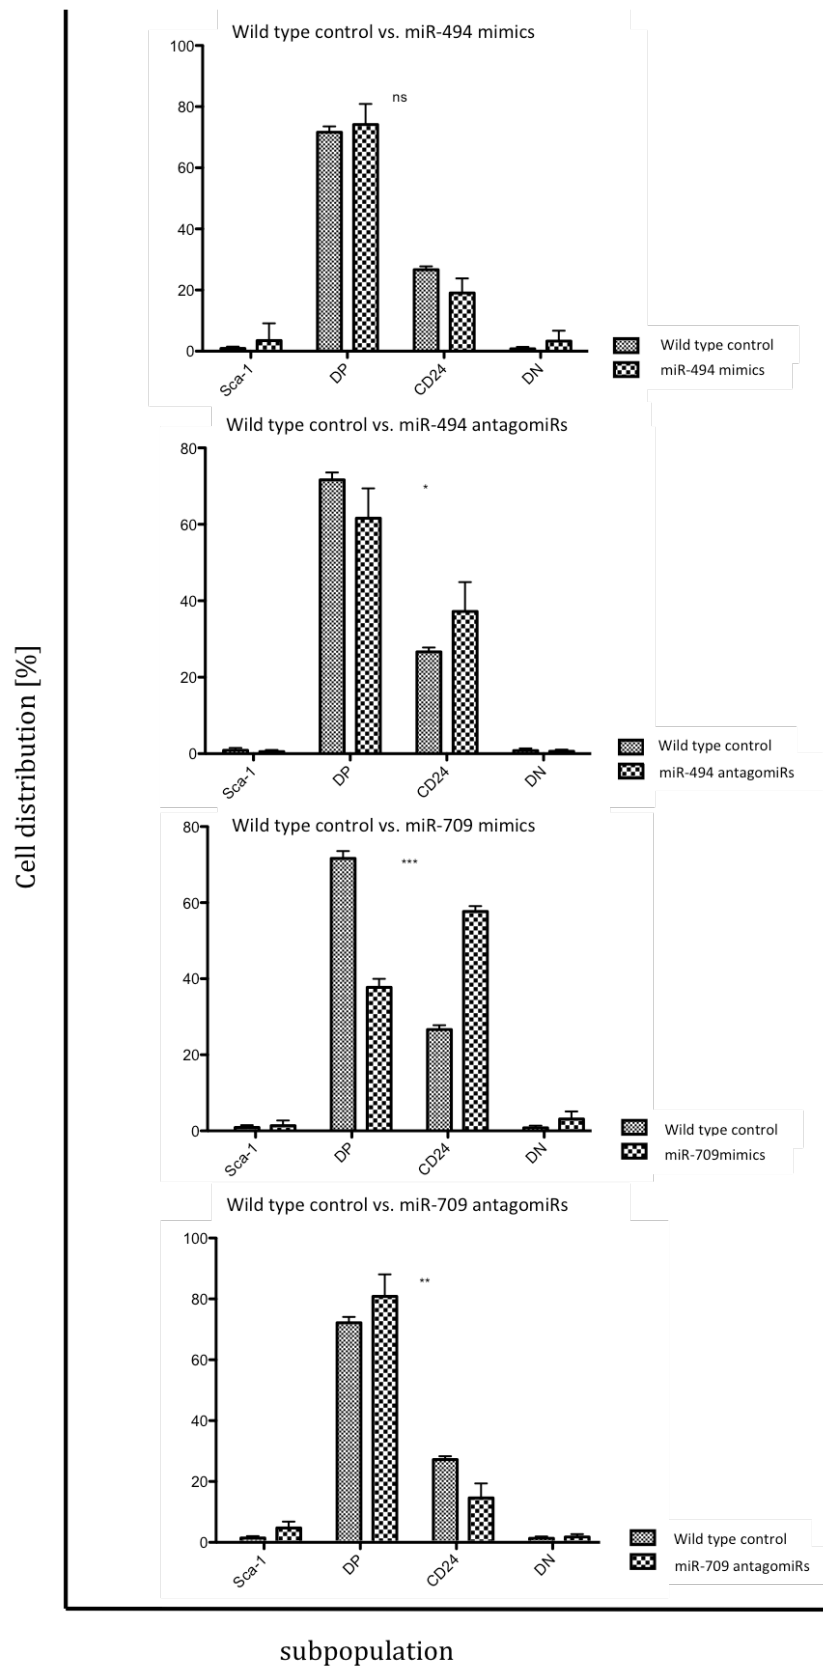 Wild type control vs. miR-494 mimics
100
80
60
40
20
0
ns
Sca-1
DP
CD24
DN
Wild type control
miR-494 mimics
Wild type control vs. miR-494 antagomiRs
80
60
40
20
0
*
Sca-1
DP
CD24
DN
Wild type control
miR-494 antagomiRs
Cell distribution [%]
Wild type control vs. miR-709 mimics
80
60
40
20
0
***
Sca-1
DP
CD24
DN
Wild type control
miR-709mimics
Wild type control vs. miR-709 antagomiRs
100
80
60
40
20
0
**
Sca-1
DP
CD24
DN
Wild type control
miR-709 antagomiRs
subpopulation